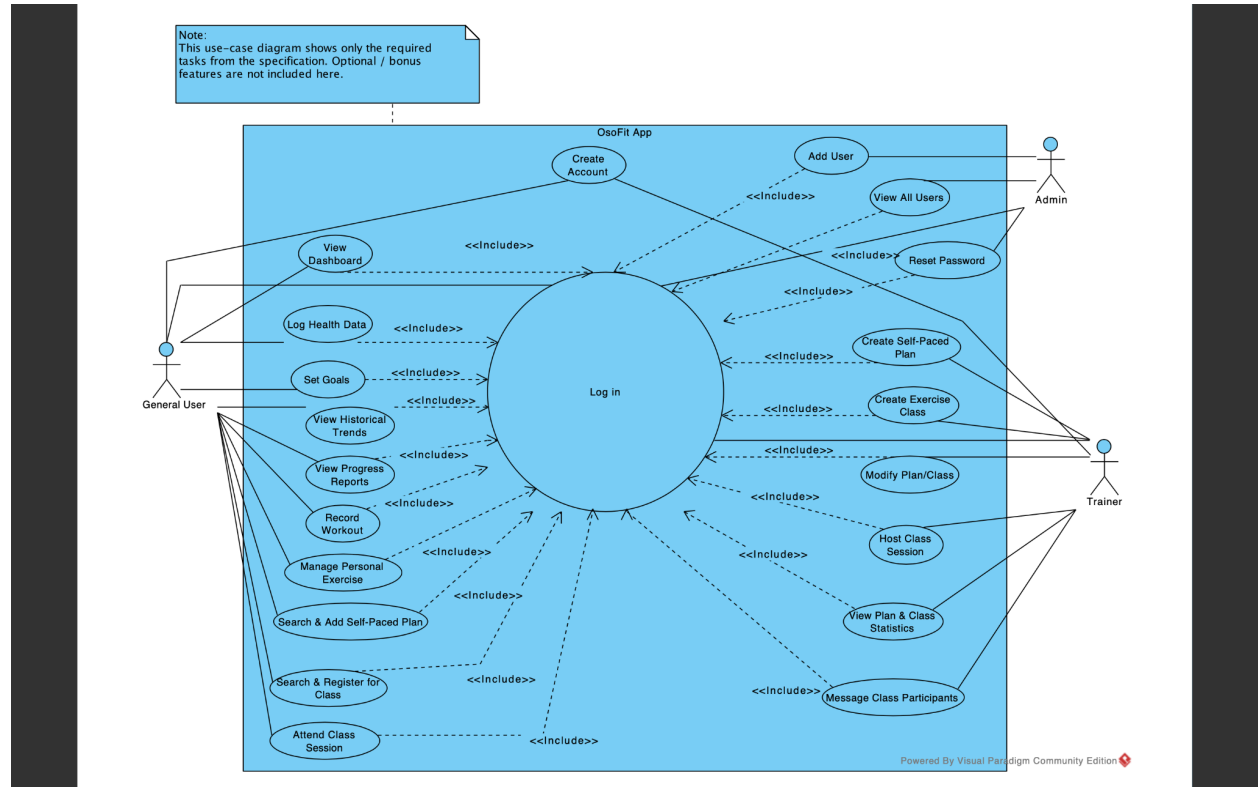 Note:
This use-case diagram shows only the required
tasks from the specification. Optional / bonus
features are not included here.
OsoFit App
Create
Account
Add User
<<Include>>
View All Users
Admin
View
Dashboard
<<Include>>
<<Include>>
Reset Password
<<Include>>
Log Health Data
<<Include>>
Create Self-Paced
Plan
<<Include>>
General User
Set Goals
<<Include>>
Log in
<<Include>>
Create Exercise
Class
View Historical
Trends
<<Include>>
<<Include>>
Modify Plan/Class
Trainer
View Progress
Reports
<<Include>>
<<Include>>
Record
Workout
<<Include>>
Host Class
Session
Manage Personal
Exercise
<<Include>>
<<Include>>
Search & Add Self-Paced Plan
<<Include>>
View Plan & Class
Statistics
Search & Register for
Class
<<Include>>
<<Include>>
Message Class Participants
Attend Class
Session
<<Include>>
Powered By Visual Paradigm Community Edition